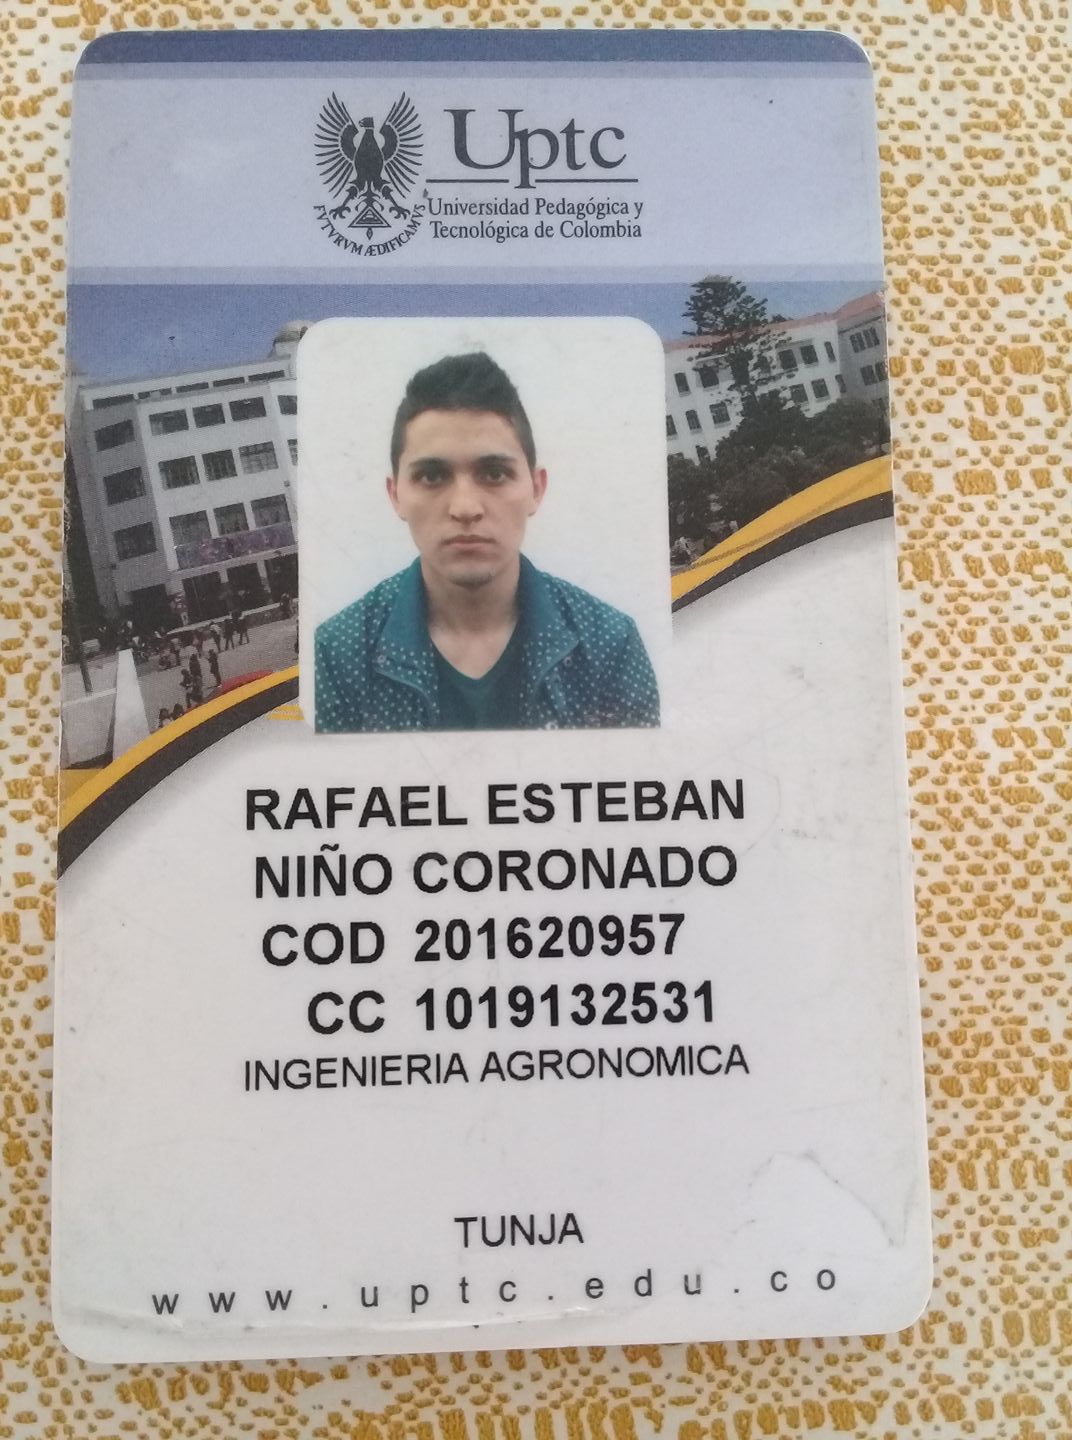 Uptc
Universidad Pedagógica y
Tecnológica de Colombia
FVTVRVM ÆDIFICAMVS
RAFAEL ESTEBAN
NIÑO CORONADO
COD 201620957
CC 1019132531
INGENIERIA AGRONOMICA
TUNJA
www.uptc.edu.co